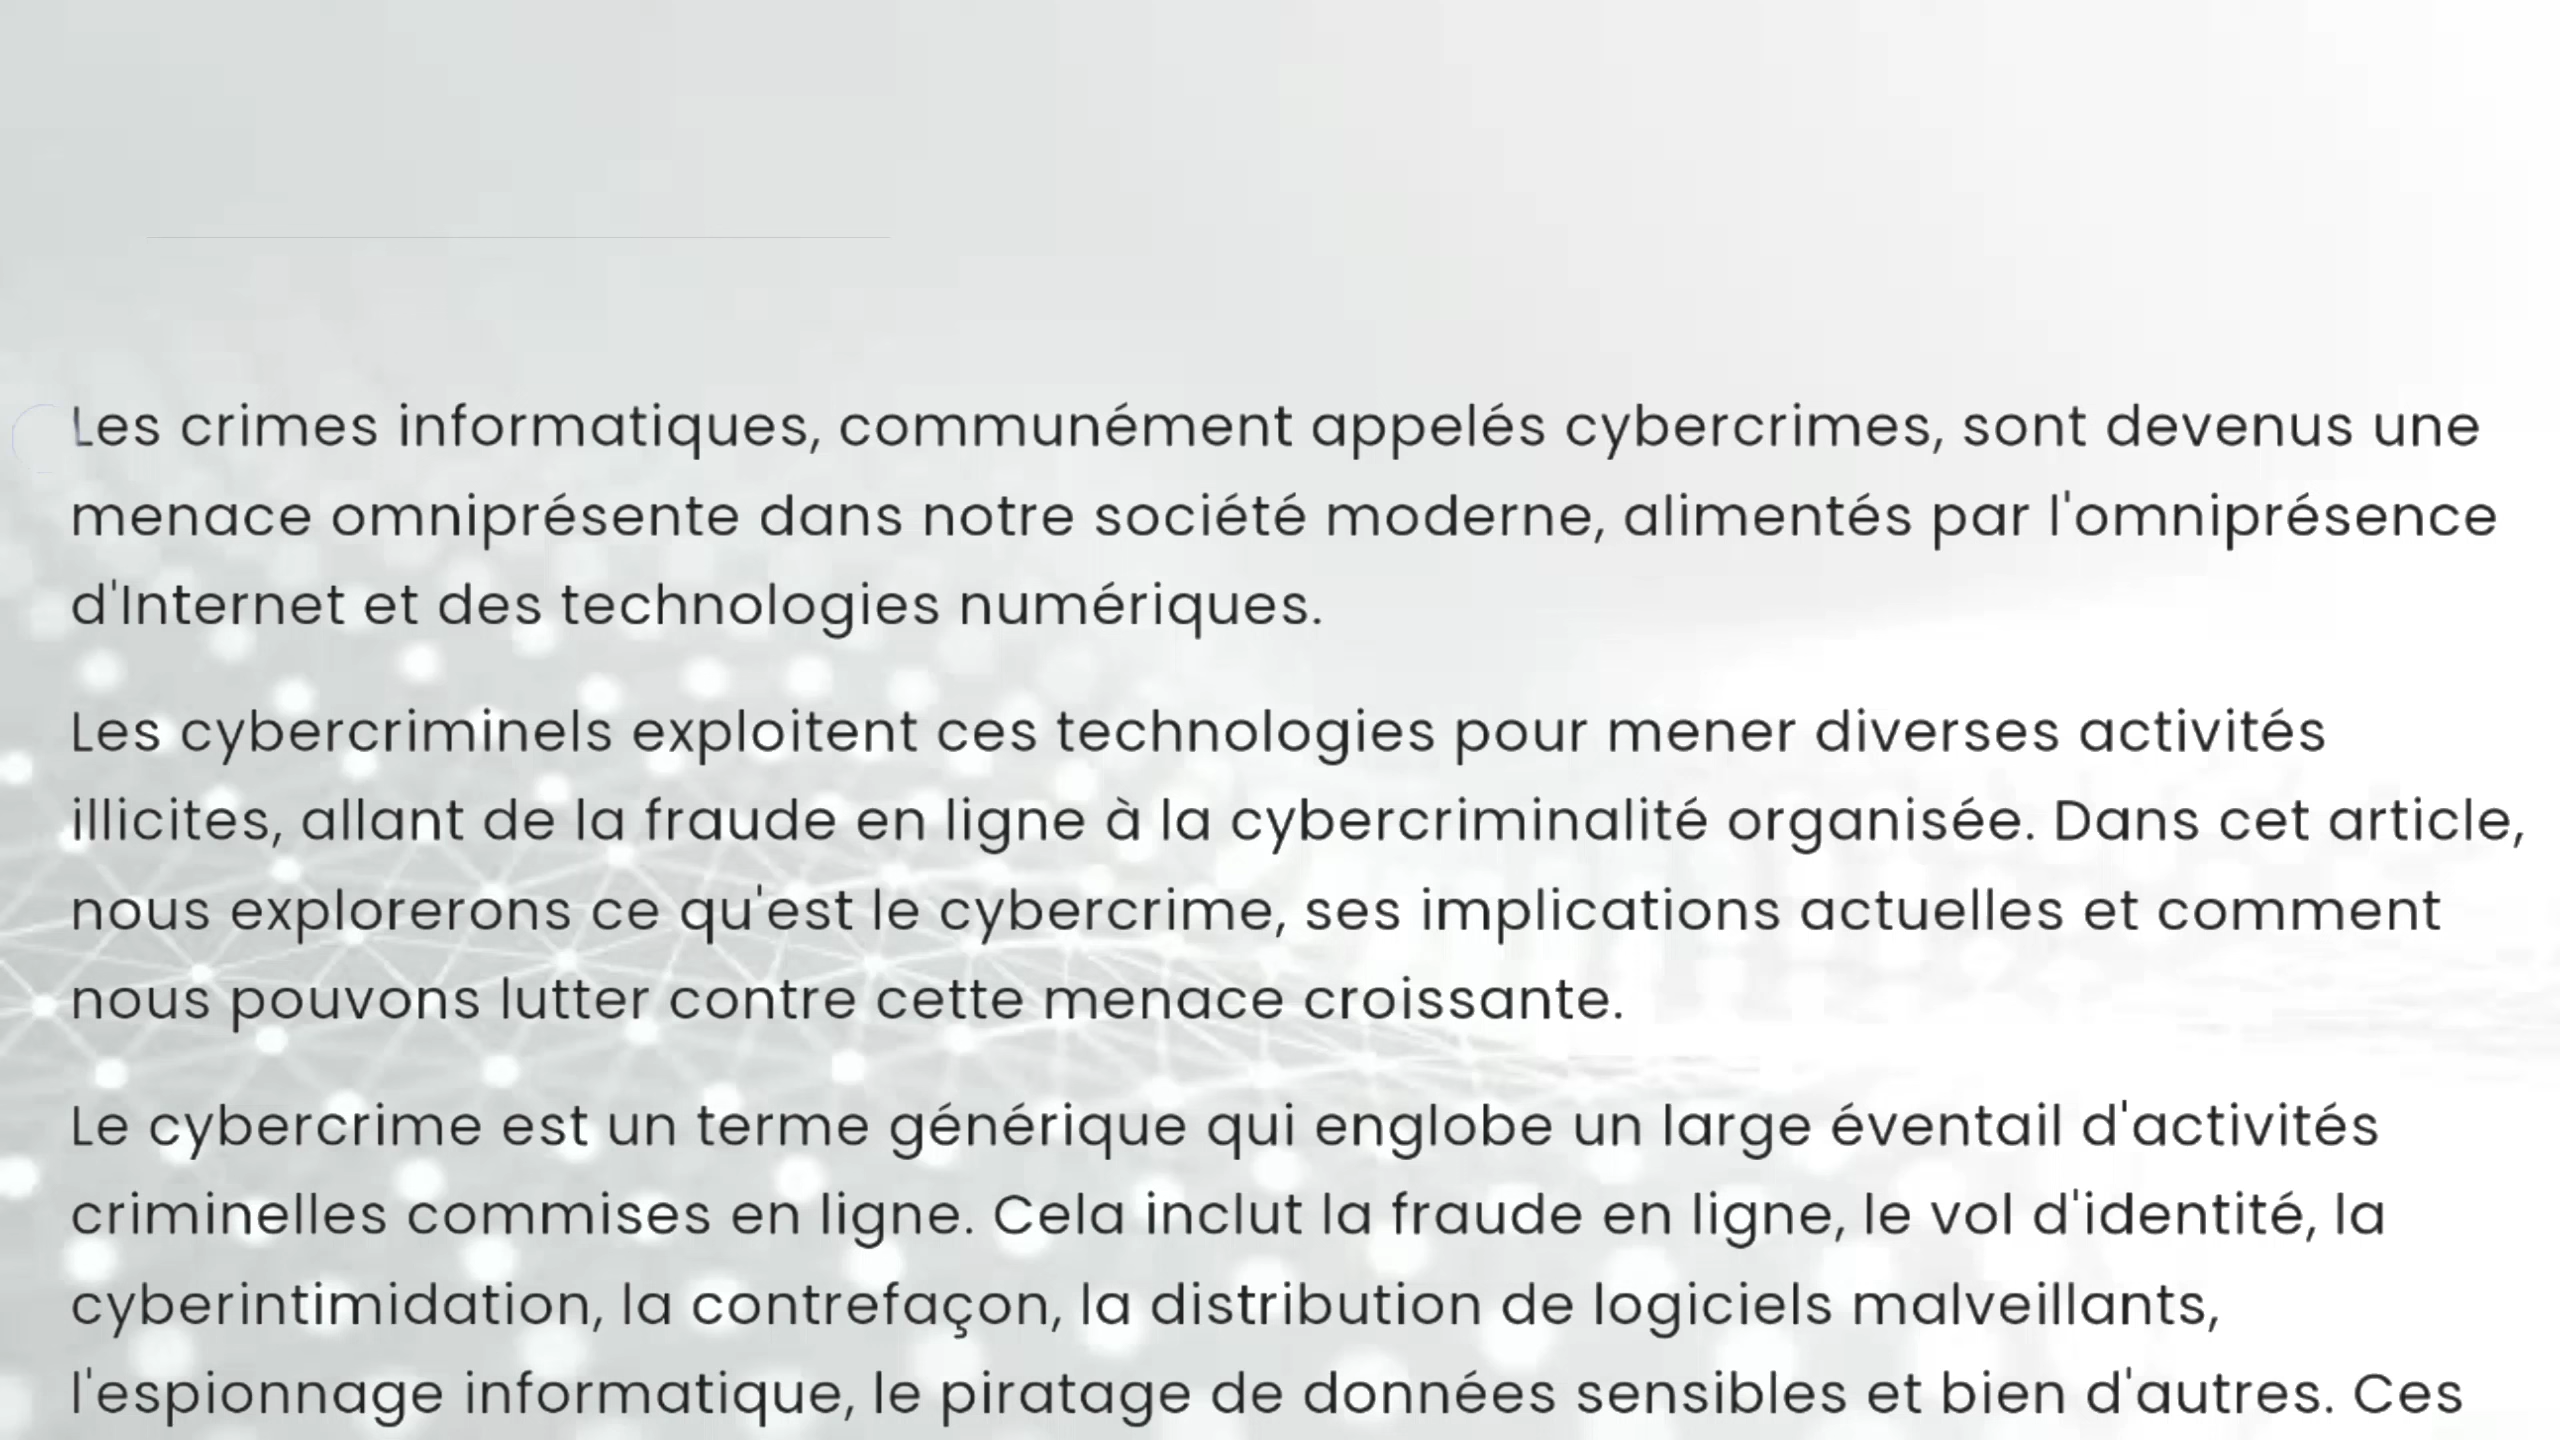 Les crimes informatiques, communément appelés cybercrimes, sont devenus une
menace omniprésente dans notre société moderne, alimentés par l'omniprésence
d'Internet et des technologies numériques.
Les cybercriminels exploitent ces technologies pour mener diverses activités
illicites, allant de la fraude en ligne à la cybercriminalité organisée. Dans cet article,
nous explorerons ce qu'est le cybercrime, ses implications actuelles et comment
nous pouvons lutter contre cette menace croissante.
Le cybercrime est un terme générique qui englobe un large éventail d'activités
criminelles commises en ligne. Cela inclut la fraude en ligne, le vol d'identité, la
cyberintimidation, la contrefaçon, la distribution de logiciels malveillants,
l'espionnage informatique, le piratage de données sensibles et bien d'autres. Ces